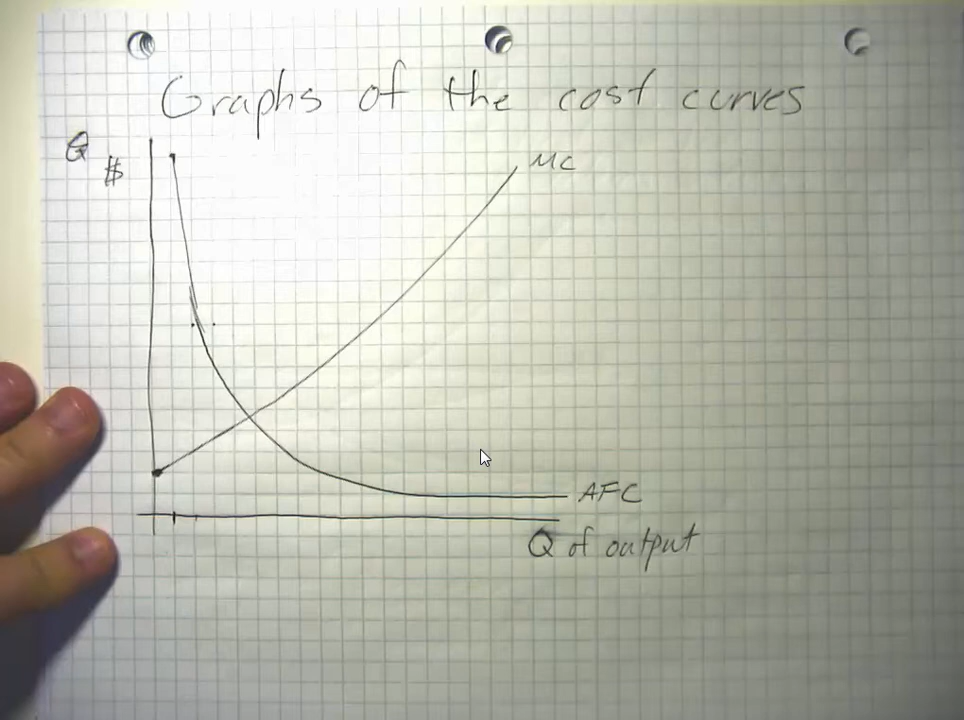 Graphs of the cost curves
Q
$
MC
AFC
Q of output